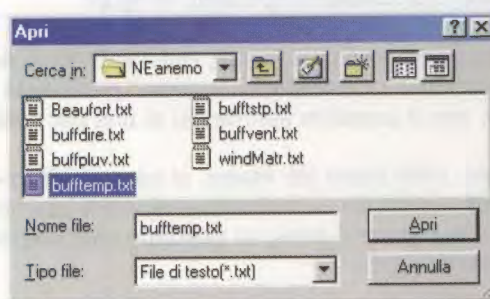 Apri
Cerca in: NEanemo
Beaufort.txt
buffdire.txt
buffpluv.txt
bufftemp.txt
bufftstp.txt
buffvent.txt
windMatr.txt
Nome file: bufftemp.txt Apri
Tipo file: File di testo(*.txt) Annulla